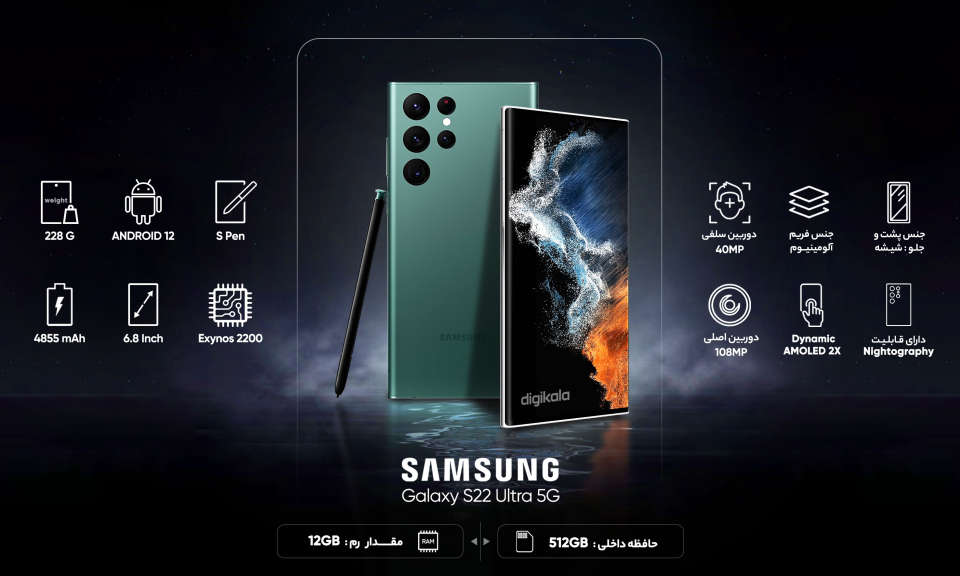 weight
228 G
ANDROID 12
S Pen
4855 mAh
6.8 Inch
Exynos 2200
SAMSUNG
digikala
دوربین سلفی
40MP
جنس فریم
آلومینیوم
جنس پشت و
جلو : شیشه
دوربین اصلی
108MP
Dynamic
AMOLED 2X
دارای قابلیت
Nightography
SAMSUNG
Galaxy S22 Ultra 5G
مقدار رم : 12GB
RAM
حافظه داخلی : 512GB